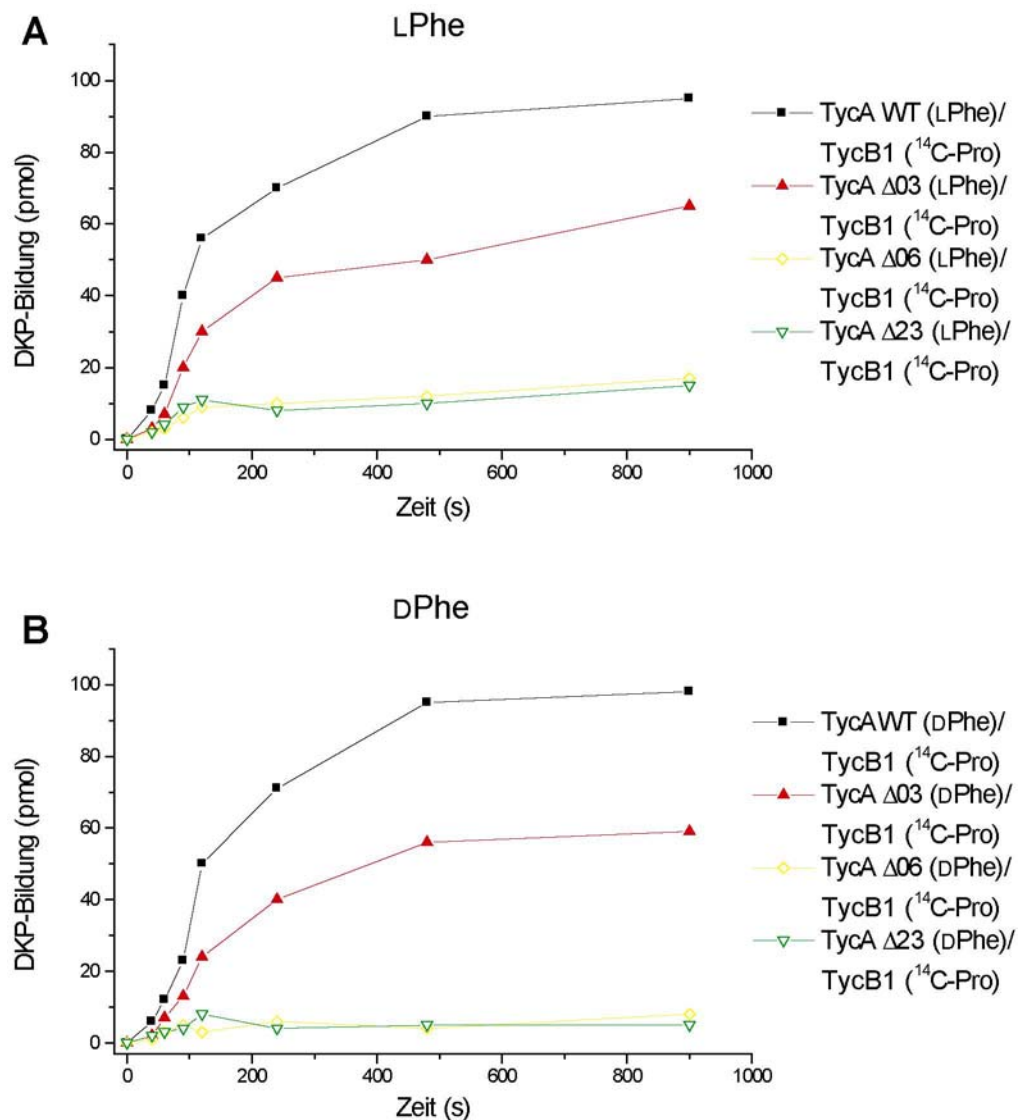 A
LPhe
DKP-Bildung (pmol)
100
80
60
40
20
0
0 200 400 600 800 1000
Zeit (s)
TycA WT (LPhe)/
TycB1 (¹⁴C-Pro)
TycA Δ03 (LPhe)/
TycB1 (¹⁴C-Pro)
TycA Δ06 (LPhe)/
TycB1 (¹⁴C-Pro)
TycA Δ23 (LPhe)/
TycB1 (¹⁴C-Pro)
B
DPhe
DKP-Bildung (pmol)
100
80
60
40
20
0
0 200 400 600 800 1000
Zeit (s)
TycAWT (DPhe)/
TycB1 (¹⁴C-Pro)
TycA Δ03 (DPhe)/
TycB1 (¹⁴C-Pro)
TycA Δ06 (DPhe)/
TycB1 (¹⁴C-Pro)
TycA Δ23 (DPhe)/
TycB1 (¹⁴C-Pro)